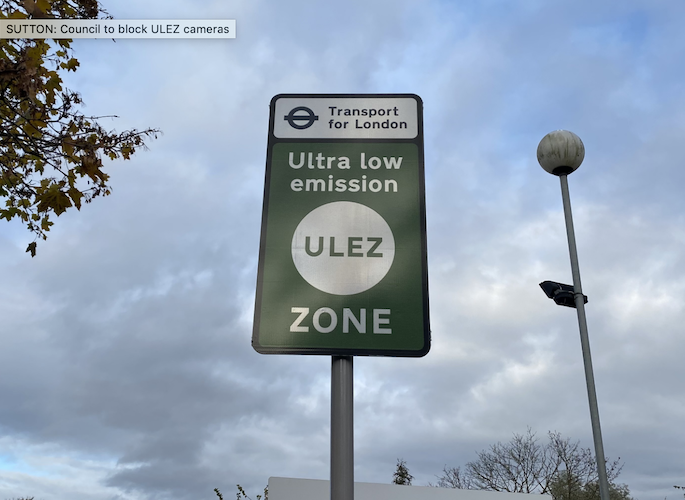 SUTTON: Council to block ULEZ cameras
Transport
for London
Ultra low
emission
ULEZ
ZONE